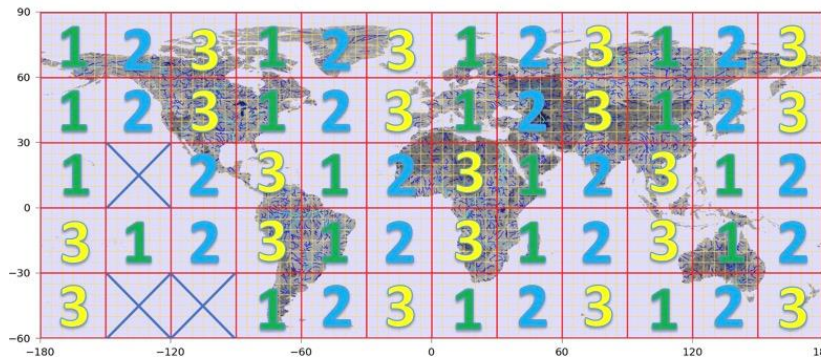 90
1 2 3 1 2 3 1 2 3 1 2 3
60
1 2 3 1 2 3 1 2 3 1 2 3
30
1 2 3 1 2 3 1 2 3 1 2
0
3 1 2 3 1 2 3 1 2 3 1 2
−30
3 1 2 3 1 2 3 1 2 3
−60
−180 −120 −60 0 60 120 180